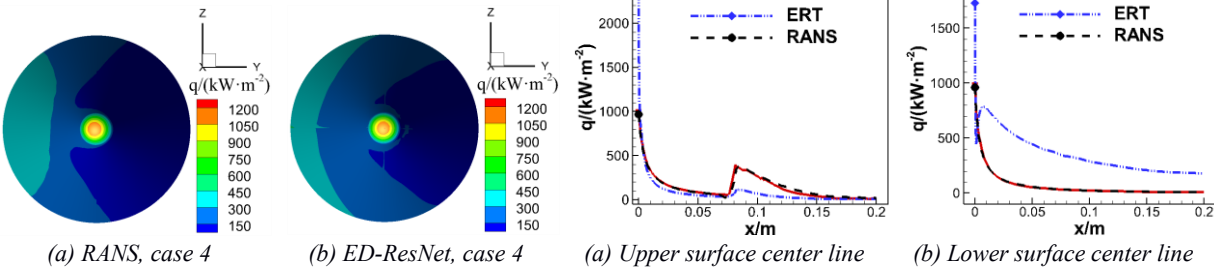 Z
Y
X
q/(kW·m⁻²)
1200
1050
900
750
600
450
300
150
(a) RANS, case 4
Z
Y
X
q/(kW·m⁻²)
1200
1050
900
750
600
450
300
150
(b) ED-ResNet, case 4
ERT
RANS
q/(kW·m⁻²)
2000
1500
1000
500
0
0
0.05
0.1
0.15
0.2
x/m
(a) Upper surface center line
ERT
RANS
q/(kW·m⁻²)
1500
1000
500
0
0
0.05
0.1
0.15
0.2
x/m
(b) Lower surface center line